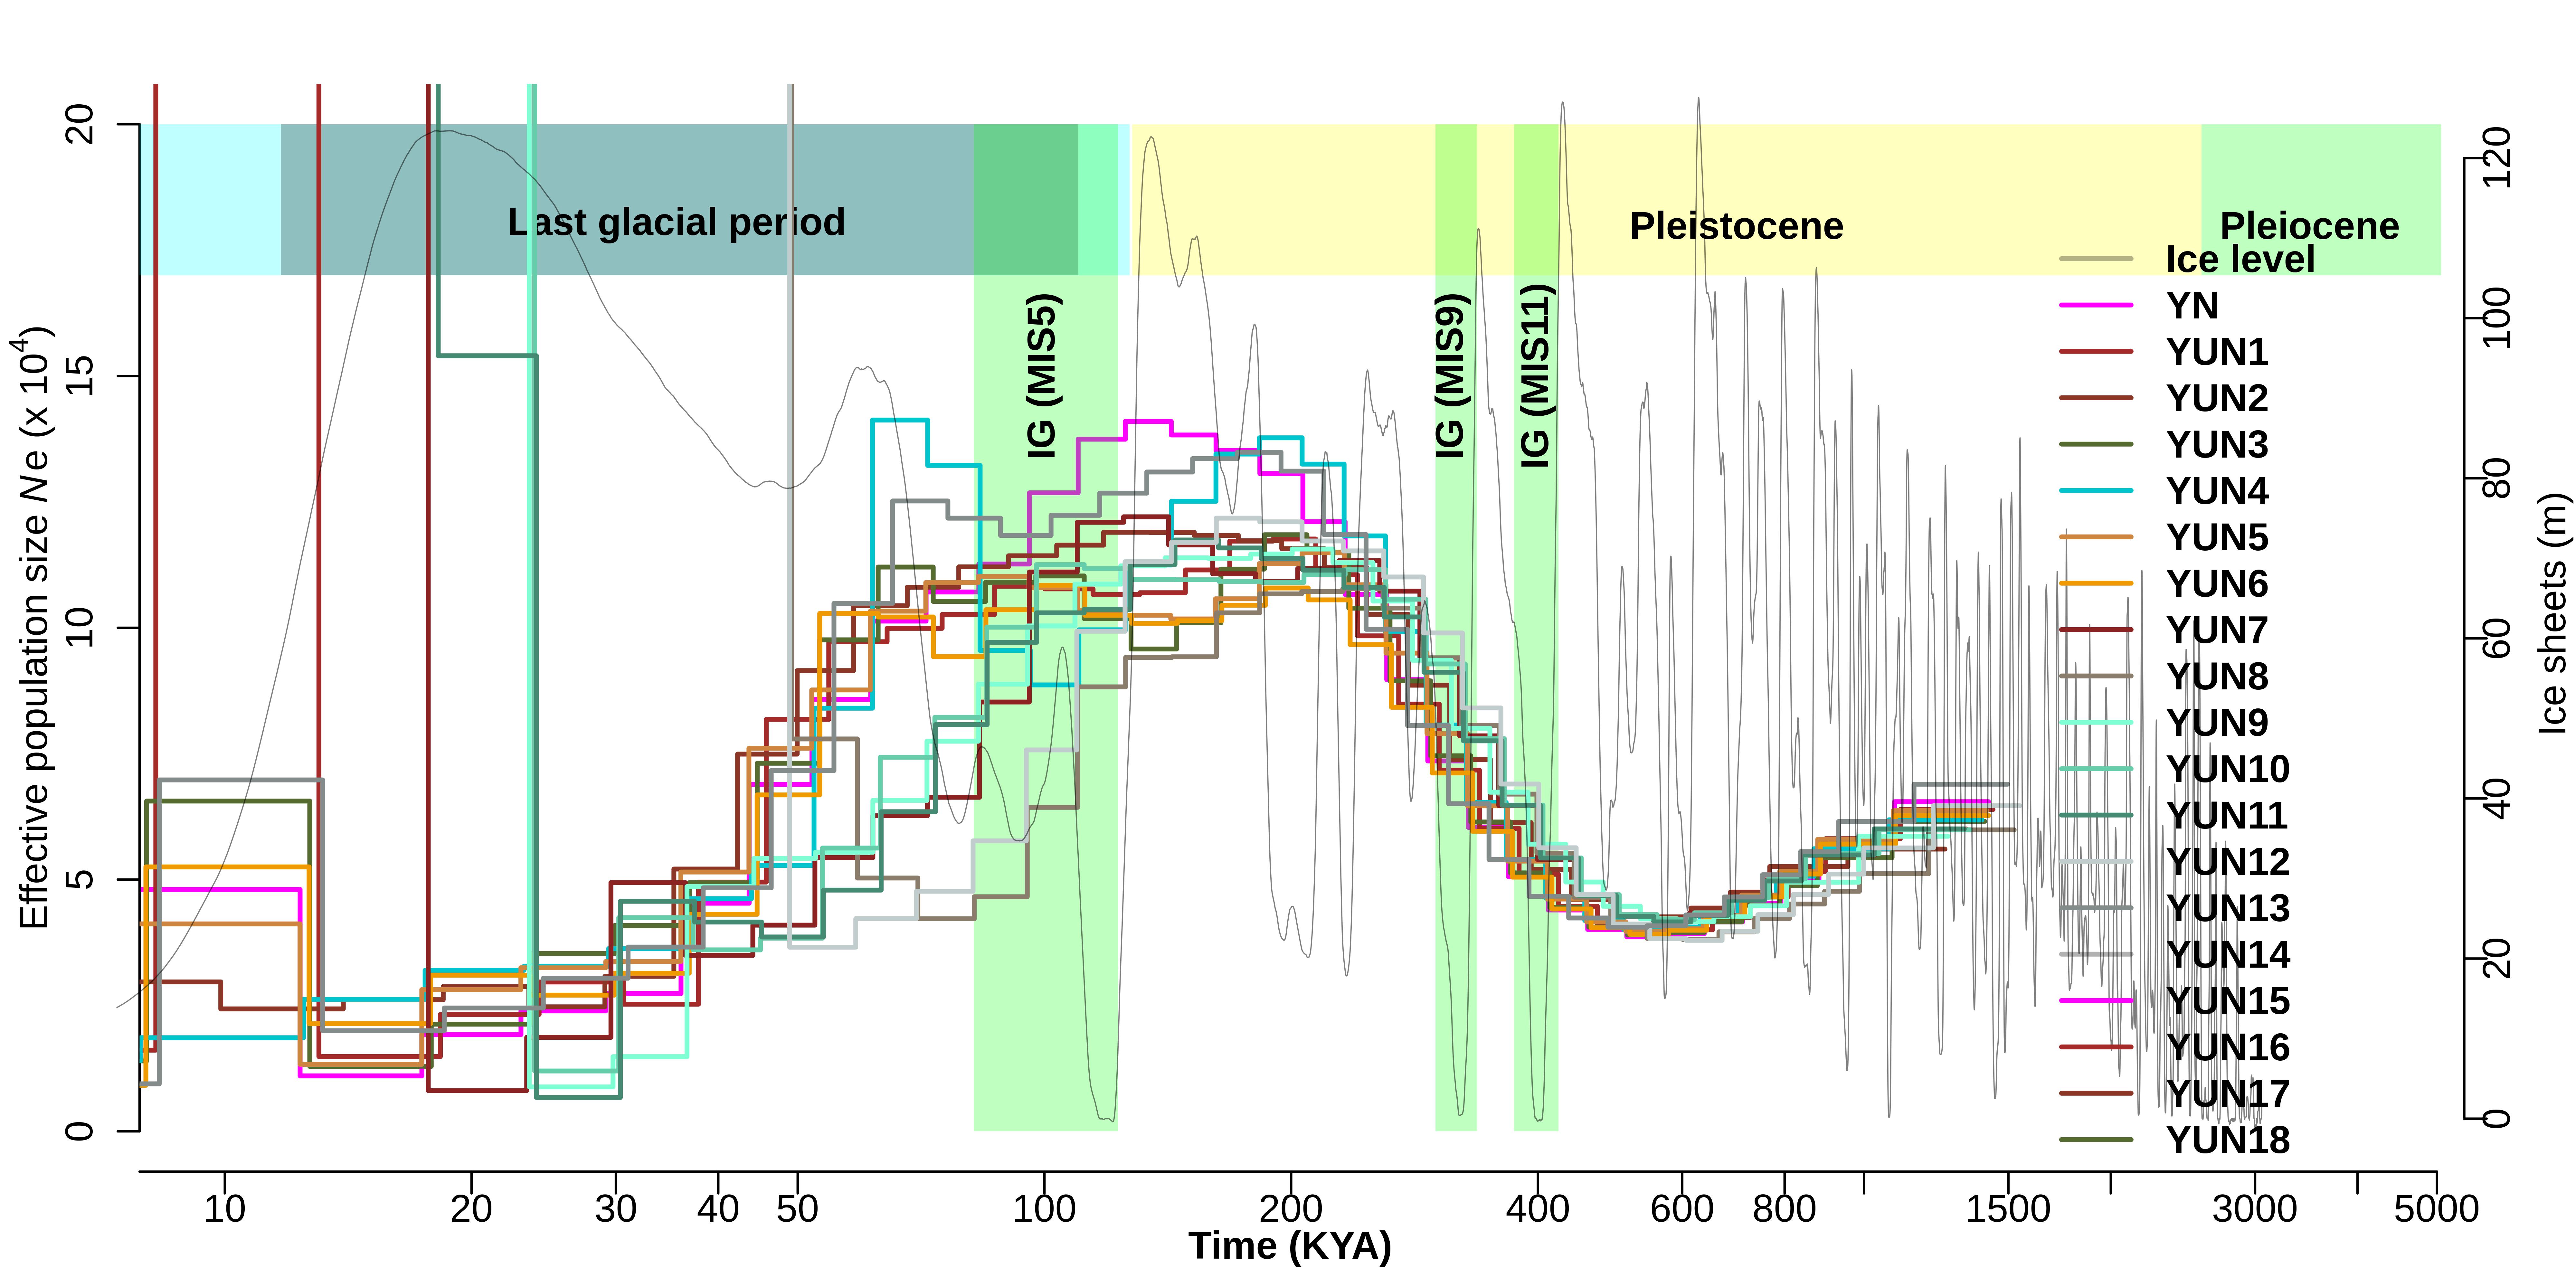 20
15
10
5
0
Effective population size Ne (x 10⁴)
Last glacial period
Pleistocene
Pleiocene
IG (MIS5)
IG (MIS9)
IG (MIS11)
Ice level
YN
YUN1
YUN2
YUN3
YUN4
YUN5
YUN6
YUN7
YUN8
YUN9
YUN10
YUN11
YUN12
YUN13
YUN14
YUN15
YUN16
YUN17
YUN18
120
100
80
60
40
20
0
Ice sheets (m)
10 20 30 40 50 100 200 400 600 800 1500 3000 5000
Time (KYA)